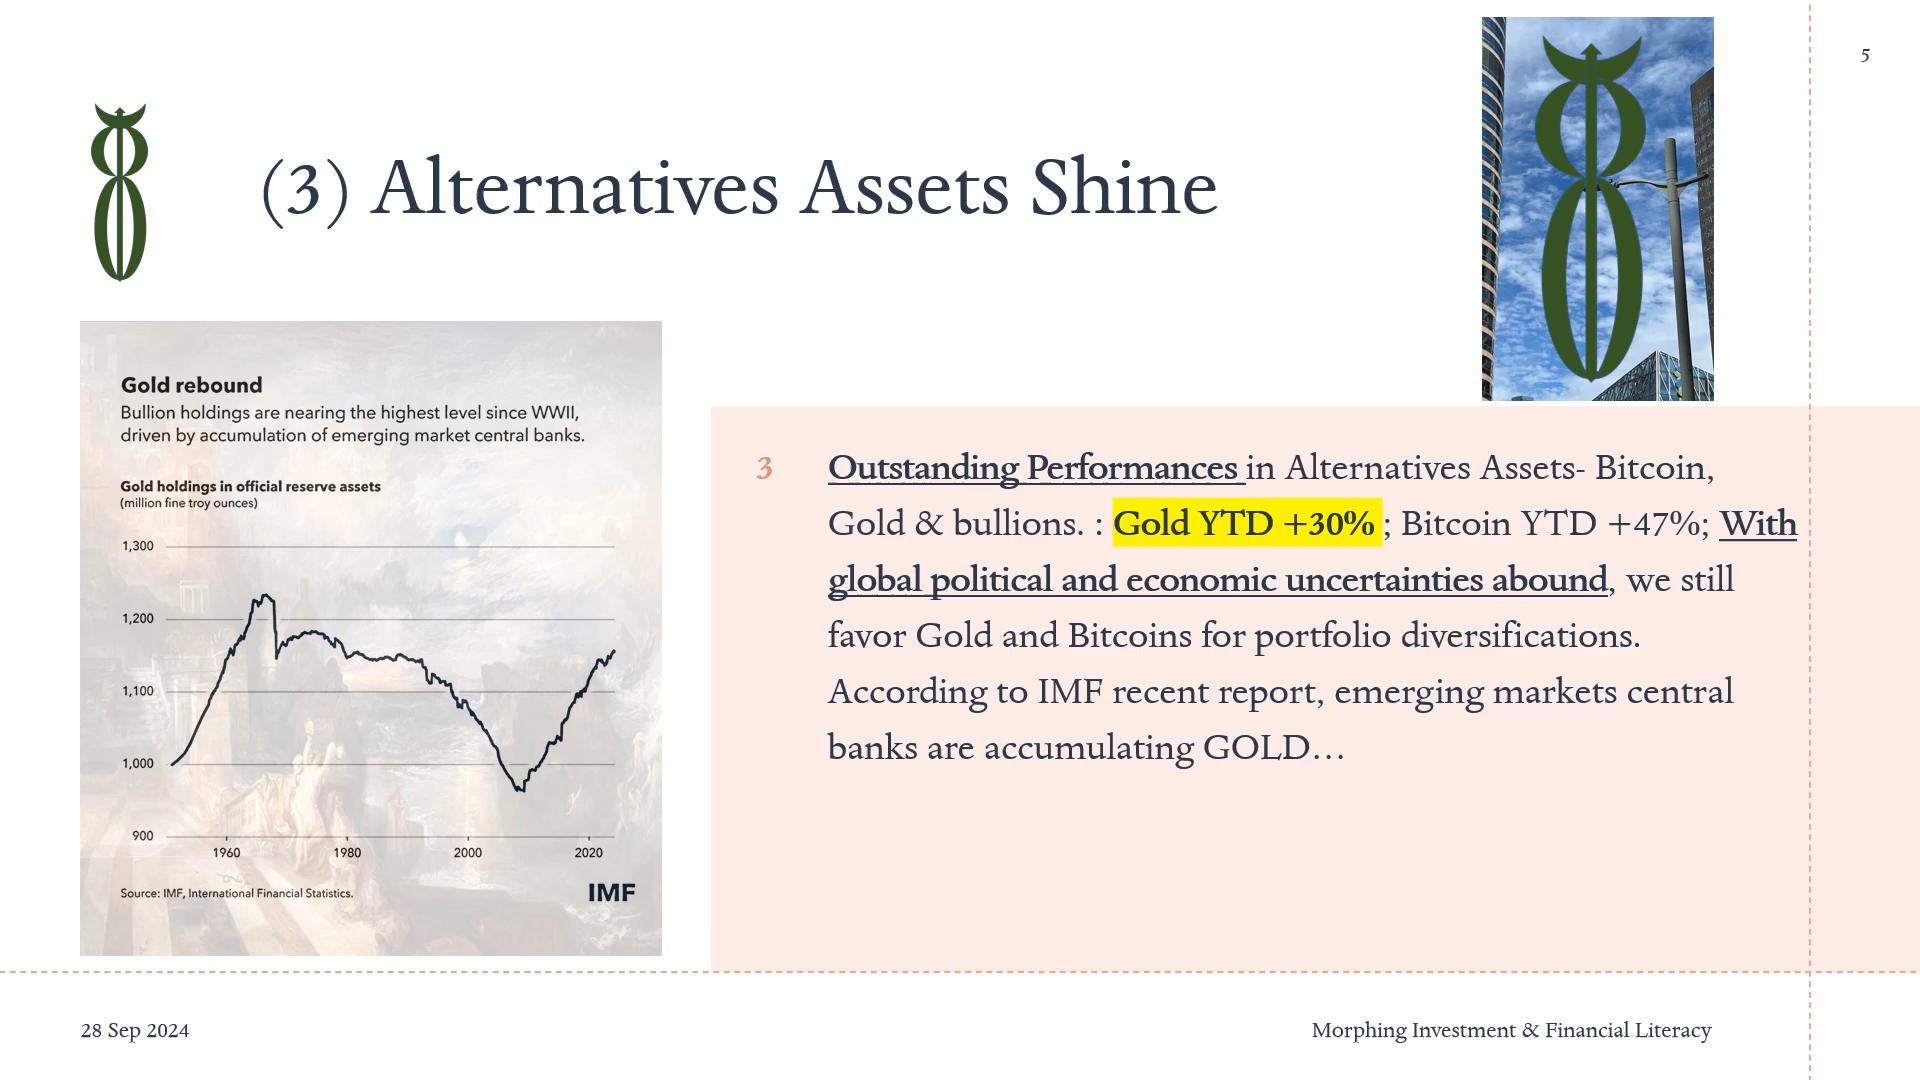 5
(3) Alternatives Assets Shine
Gold rebound
Bullion holdings are nearing the highest level since WWII,
driven by accumulation of emerging market central banks.
Gold holdings in official reserve assets
(million fine troy ounces)
1,300
1,200
1,100
1,000
900
1960 1980 2000 2020
Source: IMF, International Financial Statistics.
IMF
3
Outstanding Performances in Alternatives Assets- Bitcoin,
Gold & bullions. : Gold YTD +30% ; Bitcoin YTD +47%; With
global political and economic uncertainties abound, we still
favor Gold and Bitcoins for portfolio diversifications.
According to IMF recent report, emerging markets central
banks are accumulating GOLD…
28 Sep 2024
Morphing Investment & Financial Literacy